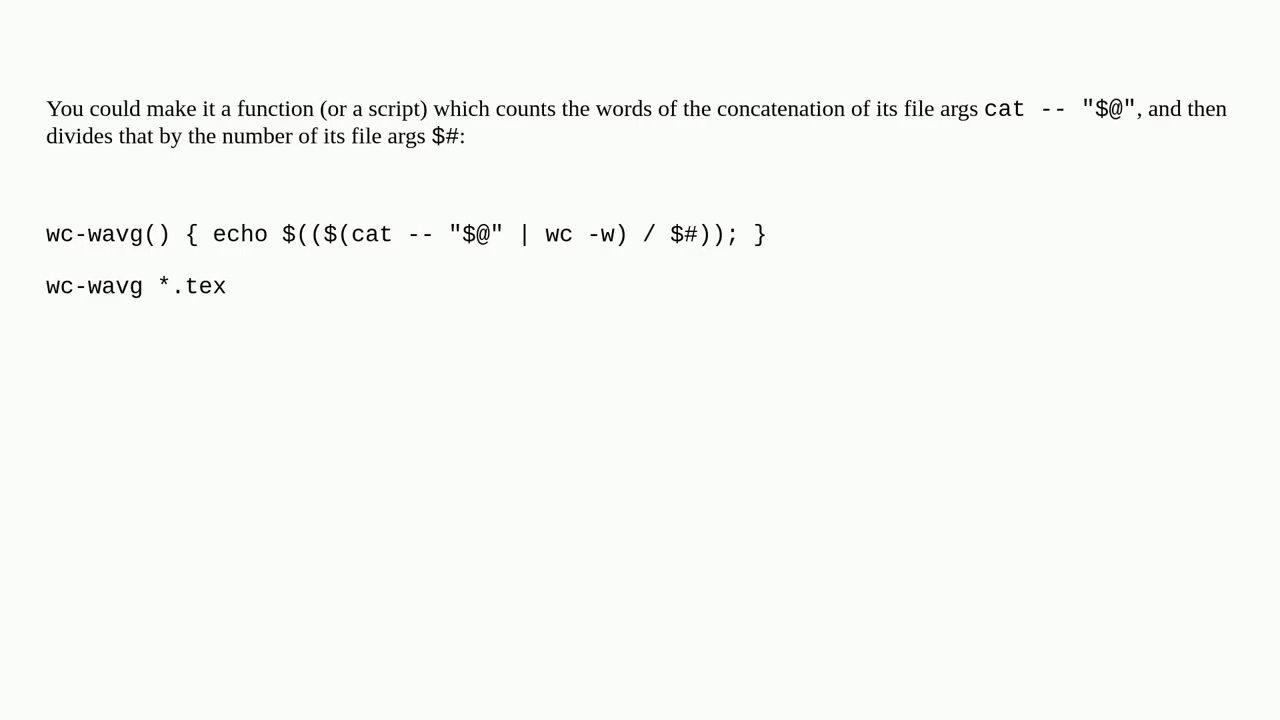 You could make it a function (or a script) which counts the words of the concatenation of its file args cat -- "$@", and then
divides that by the number of its file args $#:
wc-wavg() { echo $(($(cat -- "$@" | wc -w) / $#)); }
wc-wavg *.tex